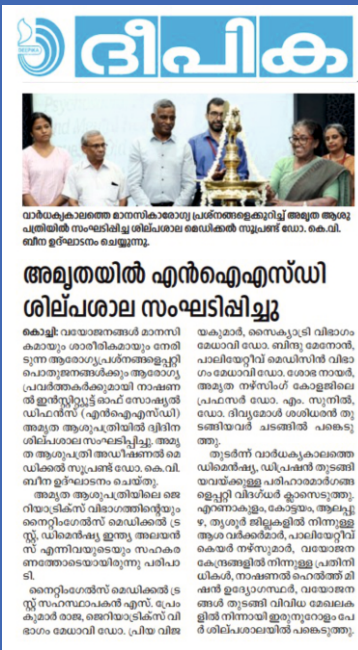 DEEPIKA
ദീപിക
വാർധക്യകാലത്തെ മാനസികാരോഗ്യ പ്രശ്നങ്ങളെക്കുറിച്ച് അമൃത ആശു
പത്രിയിൽ സംഘടിപ്പിച്ച ശില്പശാല മെഡിക്കൽ സൂപ്രണ്ട് ഡോ. കെ.വി.
ബീന ഉദ്ഘാടനം ചെയ്യുന്നു.
അമൃതയിൽ എൻഐഎസ്ഡി
ശില്പശാല സംഘടിപ്പിച്ചു
കൊച്ചി: വയോജനങ്ങൾ മാനസി
കമായും ശാരീരികമായും നേരി
ടുന്ന ആരോഗ്യപ്രശ്നങ്ങളെപ്പറ്റി
പൊതുജനങ്ങൾക്കും ആരോഗ്യ
പ്രവർത്തകർക്കുമായി നാഷണ
ൽ ഇൻസ്റ്റിറ്റ്യൂട്ട് ഓഫ് സോഷ്യൽ
ഡിഫൻസ് (എൻഐഎസ്ഡി)
അമൃത ആശുപത്രിയിൽ ദ്വിദിന
ശില്പശാല സംഘടിപ്പിച്ചു. അമൃ
ത ആശുപത്രി അഡീഷണൽ മെ
ഡിക്കൽ സൂപ്രണ്ട് ഡോ. കെ.വി.
ബീന ഉദ്ഘാടനം ചെയ്തു.
അമൃത ആശുപത്രിയിലെ ജെ
റിയാട്രിക്സ് വിഭാഗത്തിന്റെയും
നൈറ്റിംഗേൽസ് മെഡിക്കൽ ട്ര
സ്റ്റ്, ഡിമെൻഷ്യ ഇന്ത്യ അലയൻ
സ് എന്നിവയുടെയും സഹകര
ണത്തോടെയായിരുന്നു പരിപാ
ടി.
നൈറ്റിംഗേൽസ് മെഡിക്കൽ ട്ര
സ്റ്റ് സഹസ്ഥാപകൻ എസ്. പ്രേം
കുമാർ രാജ, ജെറിയാട്രിക്സ് വി
ഭാഗം മേധാവി ഡോ. പ്രിയ വിജ
യകുമാർ, സൈക്യാട്രി വിഭാഗം
മേധാവി ഡോ. ബിന്ദു മേനോൻ,
പാലിയേറ്റീവ് മെഡിസിൻ വിഭാ
ഗം മേധാവി ഡോ. ശോഭ നായർ,
അമൃത നഴ്സിംഗ് കോളജിലെ
പ്രഫസർ ഡോ. എം. സുനിൽ,
ഡോ. ദിവ്യമോൾ ശശിധരൻ തു
ടങ്ങിയവർ ചടങ്ങിൽ പങ്കെടു
ത്തു.
തുടർന്ന് വാർധക്യകാലത്തെ
ഡിമെൻഷ്യ, ഡിപ്രഷൻ തുടങ്ങി
യവയ്ക്കുള്ള പരിഹാരമാർഗങ്ങ
ളെപ്പറ്റി വിദഗ്ധർ ക്ലാസെടുത്തു.
എറണാകുളം, കോട്ടയം, ആലപ്പു
ഴ, തൃശൂർ ജില്ലകളിൽ നിന്നുള്ള
ആശ വർക്കർമാർ, പാലിയേറ്റീവ്
കെയർ നഴ്സുമാർ, വയോജന
കേന്ദ്രങ്ങളിൽ നിന്നുള്ള പ്രതിനി
ധികൾ, നാഷണൽ ഹെൽത്ത് മി
ഷൻ ഉദ്യോഗസ്ഥർ, വയോജന
ങ്ങൾ തുടങ്ങി വിവിധ മേഖലക
ളിൽ നിന്നായി ഇരുനൂറോളം പേ
ർ ശില്പശാലയിൽ പങ്കെടുത്തു.